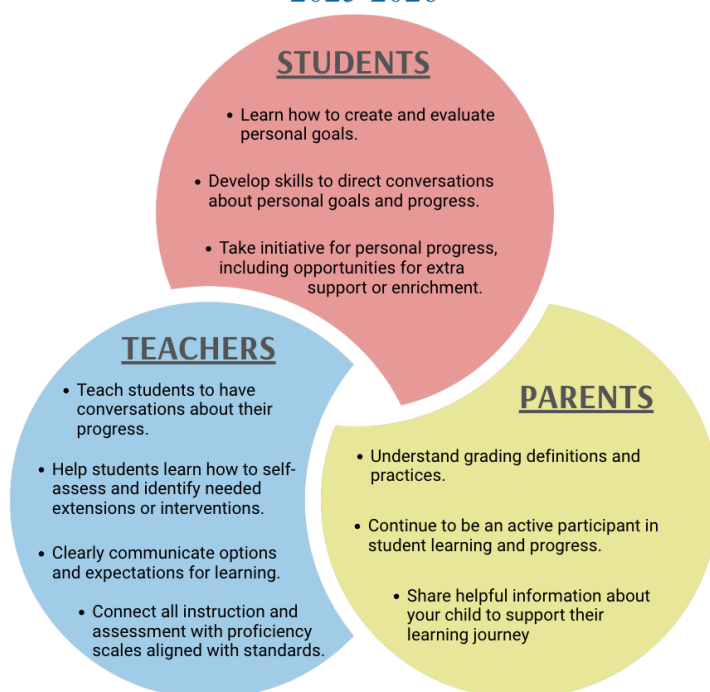 2025-2026
STUDENTS
• Learn how to create and evaluate
personal goals.
• Develop skills to direct conversations
about personal goals and progress.
• Take initiative for personal progress,
including opportunities for extra
support or enrichment.
TEACHERS
• Teach students to have
conversations about their
progress.
• Help students learn how to self-
assess and identify needed
extensions or interventions.
• Clearly communicate options
and expectations for learning.
• Connect all instruction and
assessment with proficiency
scales aligned with standards.
PARENTS
• Understand grading definitions and
practices.
• Continue to be an active participant in
student learning and progress.
• Share helpful information about
your child to support their
learning journey